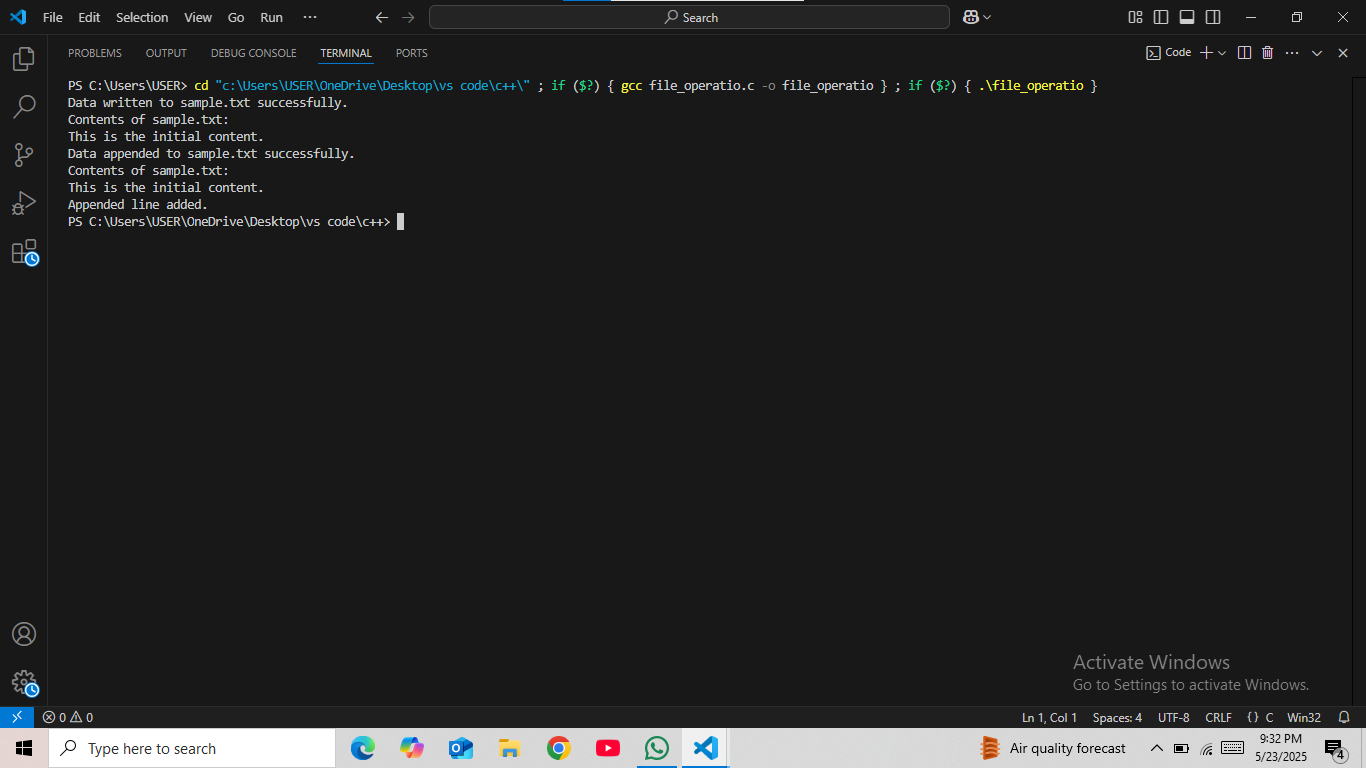 File Edit Selection View Go Run ··· Search
PROBLEMS OUTPUT DEBUG CONSOLE TERMINAL PORTS Code
PS C:\Users\USER> cd "c:\Users\USER\OneDrive\Desktop\vs code\c++\" ; if ($?) { gcc file_operatio.c -o file_operatio } ; if ($?) { .\file_operatio }
Data written to sample.txt successfully.
Contents of sample.txt:
This is the initial content.
Data appended to sample.txt successfully.
Contents of sample.txt:
This is the initial content.
Appended line added.
PS C:\Users\USER\OneDrive\Desktop\vs code\c++>
Activate Windows
Go to Settings to activate Windows.
0 0 Ln 1, Col 1 Spaces: 4 UTF-8 CRLF {} C Win32
Type here to search Air quality forecast 9:32 PM
5/23/2025 4